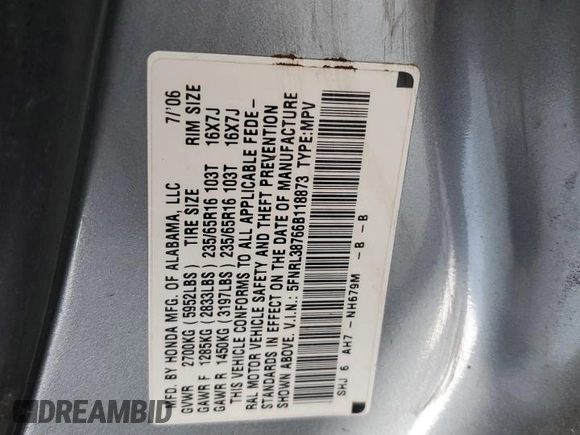 MFD. BY HONDA MFG. OF ALABAMA, LLC 7/'06
GVWR 2700KG (5952LBS) TIRE SIZE RIM SIZE
GAWR F 1285KG (2833LBS) 235/65R16 103T 16X7J
GAWR R 1450KG (3197LBS) 235/65R16 103T 16X7J
THIS VEHICLE CONFORMS TO ALL APPLICABLE FEDE-
RAL MOTOR VEHICLE SAFETY AND THEFT PREVENTION
STANDARDS IN EFFECT ON THE DATE OF MANUFACTURE
SHOWN ABOVE. V.I.N.: 5FNRL38766B118873 TYPE:MPV
SHJ 6 AH7 - NH679M - B - B
DREAMBID